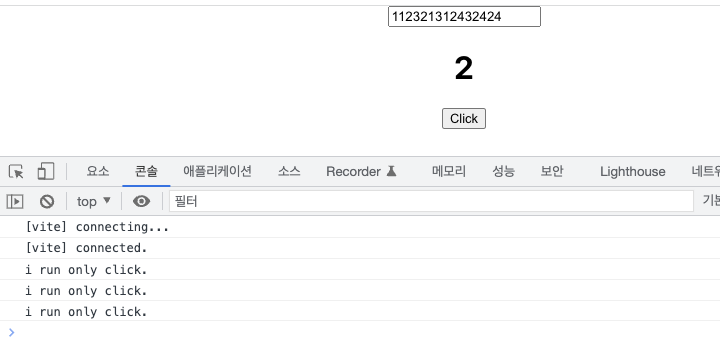 112321312432424
2
Click
요소 콘솔 애플리케이션 소스 Recorder 메모리 성능 보안 Lighthouse 네트워
top 필터 기본
[vite] connecting...
[vite] connected.
i run only click.
i run only click.
i run only click.